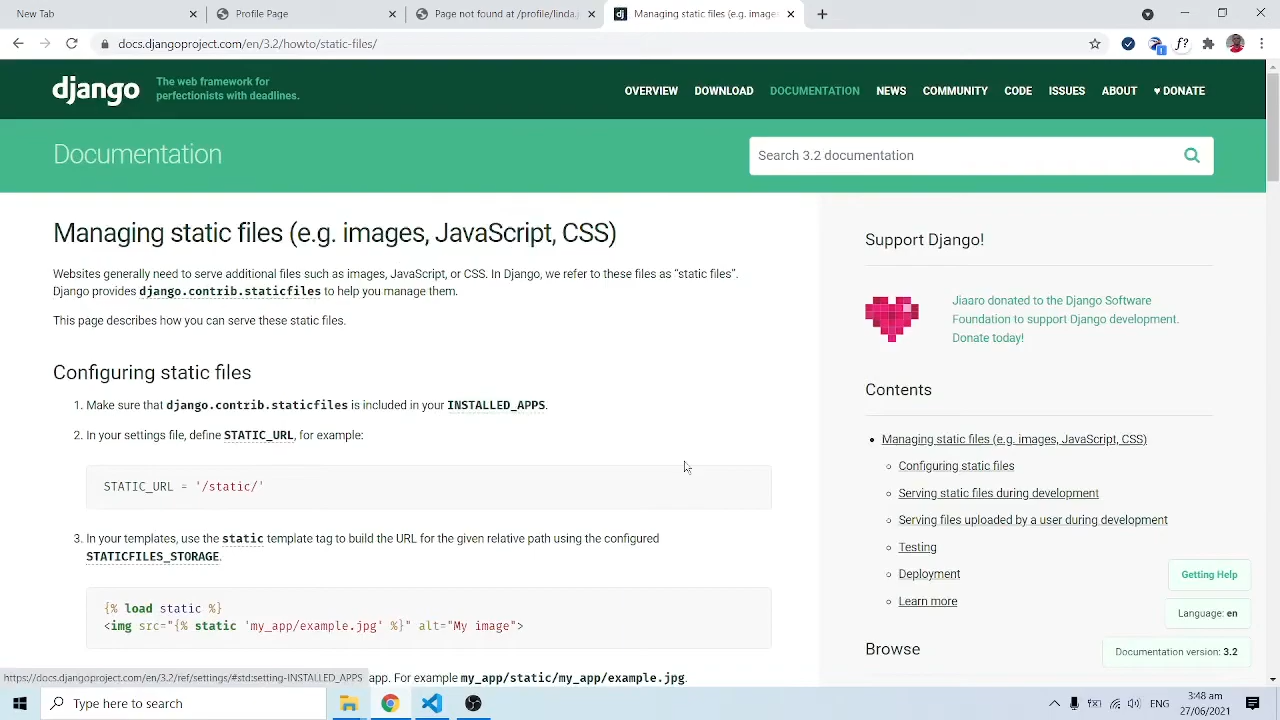 New Tab
Profile Page
Page not found at /profile/linda.j
dj Managing static files (e.g. images
docs.djangoproject.com/en/3.2/howto/static-files/
django
The web framework for
perfectionists with deadlines.
OVERVIEW DOWNLOAD DOCUMENTATION NEWS COMMUNITY CODE ISSUES ABOUT ♥ DONATE
Documentation
Search 3.2 documentation
Managing static files (e.g. images, JavaScript, CSS)
Websites generally need to serve additional files such as images, JavaScript, or CSS. In Django, we refer to these files as “static files”.
Django provides django.contrib.staticfiles to help you manage them.
This page describes how you can serve these static files.
Configuring static files
1. Make sure that django.contrib.staticfiles is included in your INSTALLED_APPS.
2. In your settings file, define STATIC_URL, for example:
STATIC_URL = '/static/'
3. In your templates, use the static template tag to build the URL for the given relative path using the configured
STATICFILES_STORAGE.
{% load static %}
<img src="{% static 'my_app/example.jpg' %}" alt="My image">
app. For example my_app/static/my_app/example.jpg.
Support Django!
Jiaaro donated to the Django Software
Foundation to support Django development.
Donate today!
Contents
Managing static files (e.g. images, JavaScript, CSS)
Configuring static files
Serving static files during development
Serving files uploaded by a user during development
Testing
Deployment
Learn more
Browse
Getting Help
Language: en
Documentation version: 3.2
https://docs.djangoproject.com/en/3.2/ref/settings/#std:setting-INSTALLED_APPS
Type here to search
ENG
3:48 am
27/06/2021